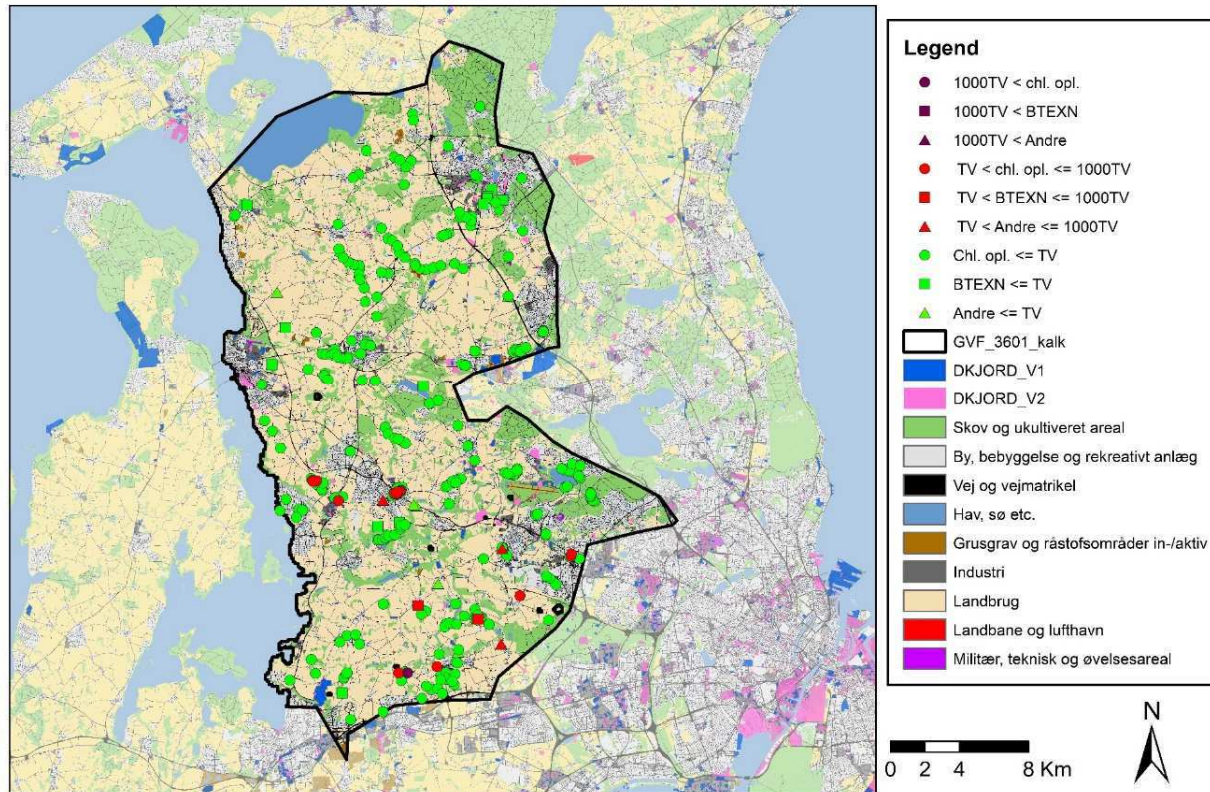 Legend
1000TV < chl. opl.
1000TV < BTEXN
1000TV < Andre
TV < chl. opl. <= 1000TV
TV < BTEXN <= 1000TV
TV < Andre <= 1000TV
Chl. opl. <= TV
BTEXN <= TV
Andre <= TV
GVF_3601_kalk
DKJORD_V1
DKJORD_V2
Skov og ukultiveret areal
By, bebyggelse og rekreativt anlæg
Vej og vejmatrikel
Hav, sø etc.
Grusgrav og råstofsområder in-/aktiv
Industri
Landbrug
Landbane og lufthavn
Militær, teknisk og øvelsesareal
N
0 2 4 8 Km